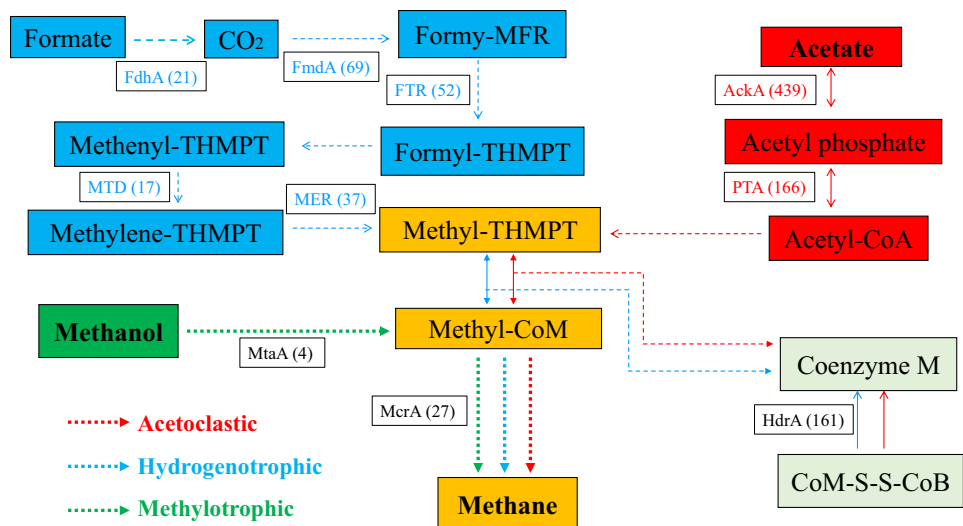 Formate
CO₂
Formy-MFR
Acetate
FdhA (21)
FmdA (69)
FTR (52)
AckA (439)
Methenyl-THMPT
Formyl-THMPT
Acetyl phosphate
MTD (17)
MER (37)
PTA (166)
Methylene-THMPT
Methyl-THMPT
Acetyl-CoA
Methanol
Methyl-CoM
MtaA (4)
Coenzyme M
McrA (27)
HdrA (161)
Acetoclastic
Hydrogenotrophic
Methylotrophic
Methane
CoM-S-S-CoB